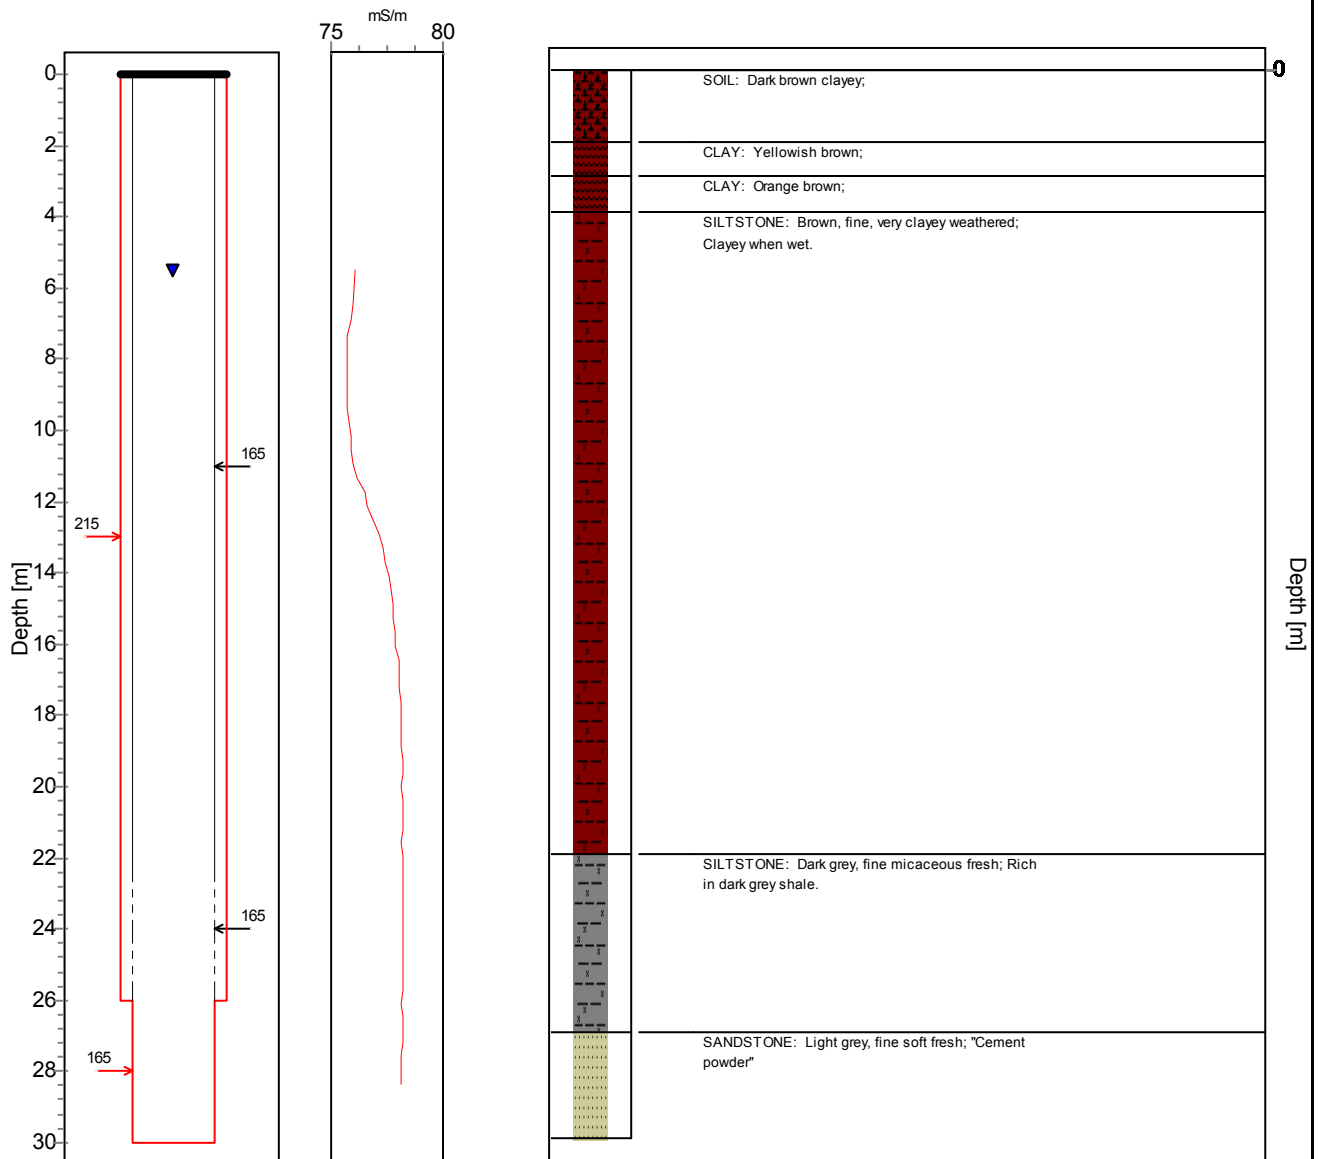 mS/m
75 80
0
2
4
6
8
10
12
14
16
18
20
22
24
26
28
30
Depth [m]
165
215
165
165
SOIL: Dark brown clayey;
CLAY: Yellowish brown;
CLAY: Orange brown;
SILTSTONE: Brown, fine, very clayey weathered;
Clayey when wet.
SILTSTONE: Dark grey, fine micaceous fresh; Rich
in dark grey shale.
SANDSTONE: Light grey, fine soft fresh; "Cement
powder"
0
Depth [m]